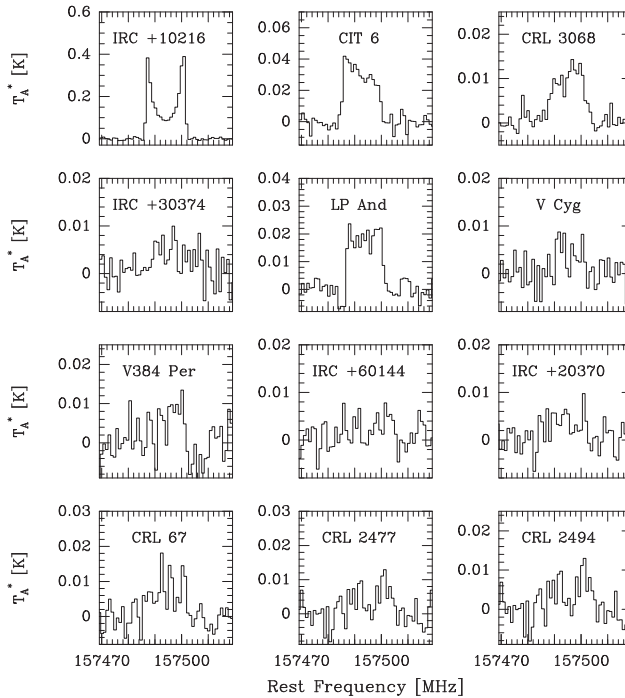 IRC +10216
CIT 6
CRL 3068
T_A^* [K]
0.6
0.4
0.2
0
0.06
0.04
0.02
0
0.02
0.01
0
IRC +30374
LP And
V Cyg
T_A^* [K]
0.02
0.01
0
0.04
0.03
0.02
0.01
0
0.02
0.01
0
V384 Per
IRC +60144
IRC +20370
T_A^* [K]
0.02
0.01
0
0.02
0.01
0
0.02
0.01
0
CRL 67
CRL 2477
CRL 2494
T_A^* [K]
0.03
0.02
0.01
0
0.03
0.02
0.01
0
0.02
0.01
0
157470 157500
157470 157500
157470 157500
Rest Frequency [MHz]